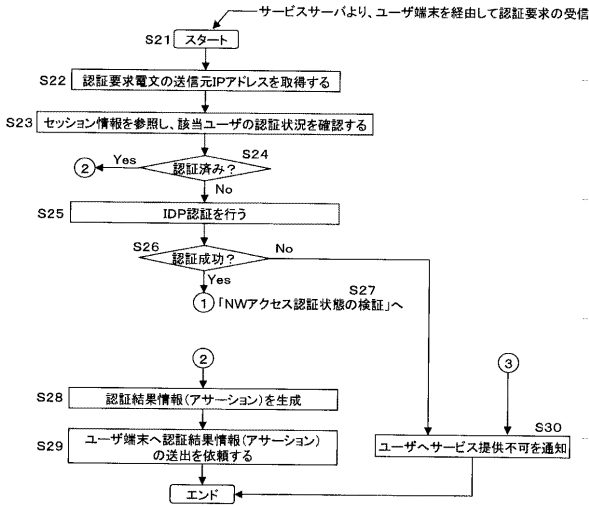 サービスサーバより、ユーザ端末を経由して認証要求の受信
S21 スタート
S22 認証要求電文の送信元IPアドレスを取得する
S23 セッション情報を参照し、該当ユーザの認証状況を確認する
S24
② Yes 認証済み?
No
S25 IDP認証を行う
S26 認証成功? No
Yes
S27
① 「NWアクセス認証状態の検証」へ
② ③
S28 認証結果情報(アサーション)を生成
S30
S29 ユーザ端末へ認証結果情報(アサーション)
の送出を依頼する
ユーザへサービス提供不可を通知
エンド